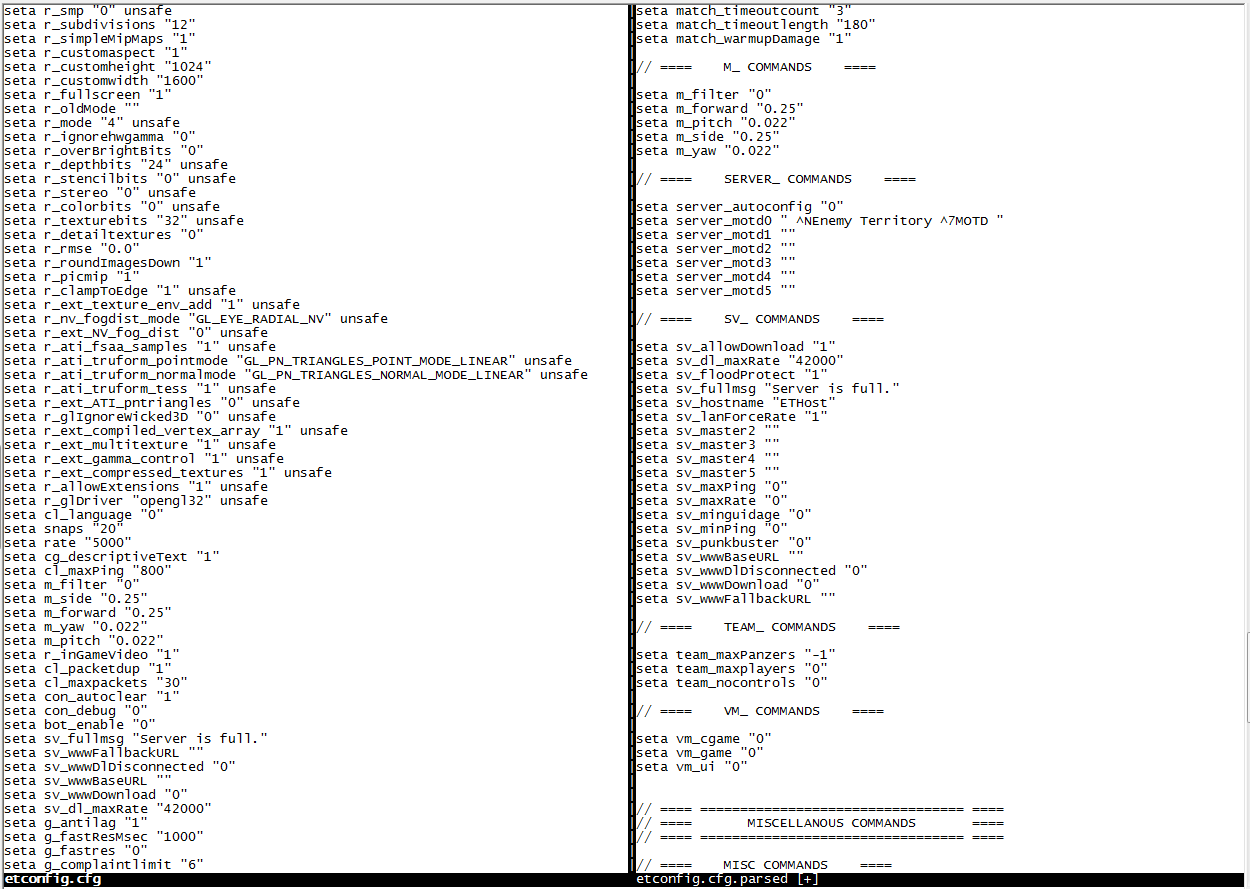 seta r_smp "0" unsafe
seta r_subdivisions "12"
seta r_simpleMipMaps "1"
seta r_customaspect "1"
seta r_customheight "1024"
seta r_customwidth "1600"
seta r_fullscreen "1"
seta r_oldMode ""
seta r_mode "4" unsafe
seta r_ignorehwgamma "0"
seta r_overBrightBits "0"
seta r_depthbits "24" unsafe
seta r_stencilbits "0" unsafe
seta r_stereo "0" unsafe
seta r_colorbits "0" unsafe
seta r_texturebits "32" unsafe
seta r_detailtextures "0"
seta r_rmse "0.0"
seta r_roundImagesDown "1"
seta r_picmip "1"
seta r_clampToEdge "1" unsafe
seta r_ext_texture_env_add "1" unsafe
seta r_nv_fogdist_mode "GL_EYE_RADIAL_NV" unsafe
seta r_ext_NV_fog_dist "0" unsafe
seta r_ati_fsaa_samples "1" unsafe
seta r_ati_truform_pointmode "GL_PN_TRIANGLES_POINT_MODE_LINEAR" unsafe
seta r_ati_truform_normalmode "GL_PN_TRIANGLES_NORMAL_MODE_LINEAR" unsafe
seta r_ati_truform_tess "1" unsafe
seta r_ext_ATI_pntriangles "0" unsafe
seta r_glIgnoreWicked3D "0" unsafe
seta r_ext_compiled_vertex_array "1" unsafe
seta r_ext_multitexture "1" unsafe
seta r_ext_gamma_control "1" unsafe
seta r_ext_compressed_textures "1" unsafe
seta r_allowExtensions "1" unsafe
seta r_glDriver "opengl32" unsafe
seta cl_language "0"
seta snaps "20"
seta rate "5000"
seta cg_descriptiveText "1"
seta cl_maxPing "800"
seta m_filter "0"
seta m_side "0.25"
seta m_forward "0.25"
seta m_yaw "0.022"
seta m_pitch "0.022"
seta r_inGameVideo "1"
seta cl_packetdup "1"
seta cl_maxpackets "30"
seta con_autoclear "1"
seta con_debug "0"
seta bot_enable "0"
seta sv_fullmsg "Server is full."
seta sv_wwwFallbackURL ""
seta sv_wwwDlDisconnected "0"
seta sv_wwwBaseURL ""
seta sv_wwwDownload "0"
seta sv_dl_maxRate "42000"
seta g_antilag "1"
seta g_fastResMsec "1000"
seta g_fastres "0"
seta g_complaintlimit "6"
etconfig.cfg
seta match_timeoutcount "3"
seta match_timeoutlength "180"
seta match_warmupDamage "1"
// ==== M_ COMMANDS ====
seta m_filter "0"
seta m_forward "0.25"
seta m_pitch "0.022"
seta m_side "0.25"
seta m_yaw "0.022"
// ==== SERVER_ COMMANDS ====
seta server_autoconfig "0"
seta server_motd0 " ^NEnemy Territory ^7MOTD "
seta server_motd1 ""
seta server_motd2 ""
seta server_motd3 ""
seta server_motd4 ""
seta server_motd5 ""
// ==== SV_ COMMANDS ====
seta sv_allowDownload "1"
seta sv_dl_maxRate "42000"
seta sv_floodProtect "1"
seta sv_fullmsg "Server is full."
seta sv_hostname "ETHost"
seta sv_lanForceRate "1"
seta sv_master2 ""
seta sv_master3 ""
seta sv_master4 ""
seta sv_master5 ""
seta sv_maxPing "0"
seta sv_maxRate "0"
seta sv_minguidage "0"
seta sv_minPing "0"
seta sv_punkbuster "0"
seta sv_wwwBaseURL ""
seta sv_wwwDlDisconnected "0"
seta sv_wwwDownload "0"
seta sv_wwwFallbackURL ""
// ==== TEAM_ COMMANDS ====
seta team_maxPanzers "-1"
seta team_maxplayers "0"
seta team_nocontrols "0"
// ==== VM_ COMMANDS ====
seta vm_cgame "0"
seta vm_game "0"
seta vm_ui "0"
// ==== ================================= ====
// ==== MISCELLANOUS COMMANDS ====
// ==== ================================= ====
// ==== MISC COMMANDS ====
etconfig.cfg.parsed [+]